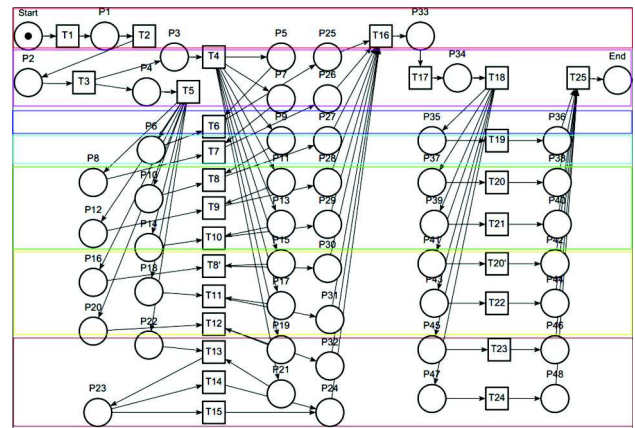 Start
P1
P3
P5
P25
P33
T1
T2
T4
T16
P2
T3
P4
T5
P7
P26
T17
P34
T18
T25
End
P6
T6
P9
P27
P35
T19
P36
P8
T7
P11
P28
P37
P38
P10
T8
T20
P12
T9
P13
P29
P39
P40
P14
T10
P15
P30
T21
P41
P42
P16
T8'
T20'
P18
T11
P17
P31
P43
T22
P44
P20
T12
P19
P45
P46
P22
T13
P32
T23
P21
P47
P48
P23
T14
P24
T24
T15